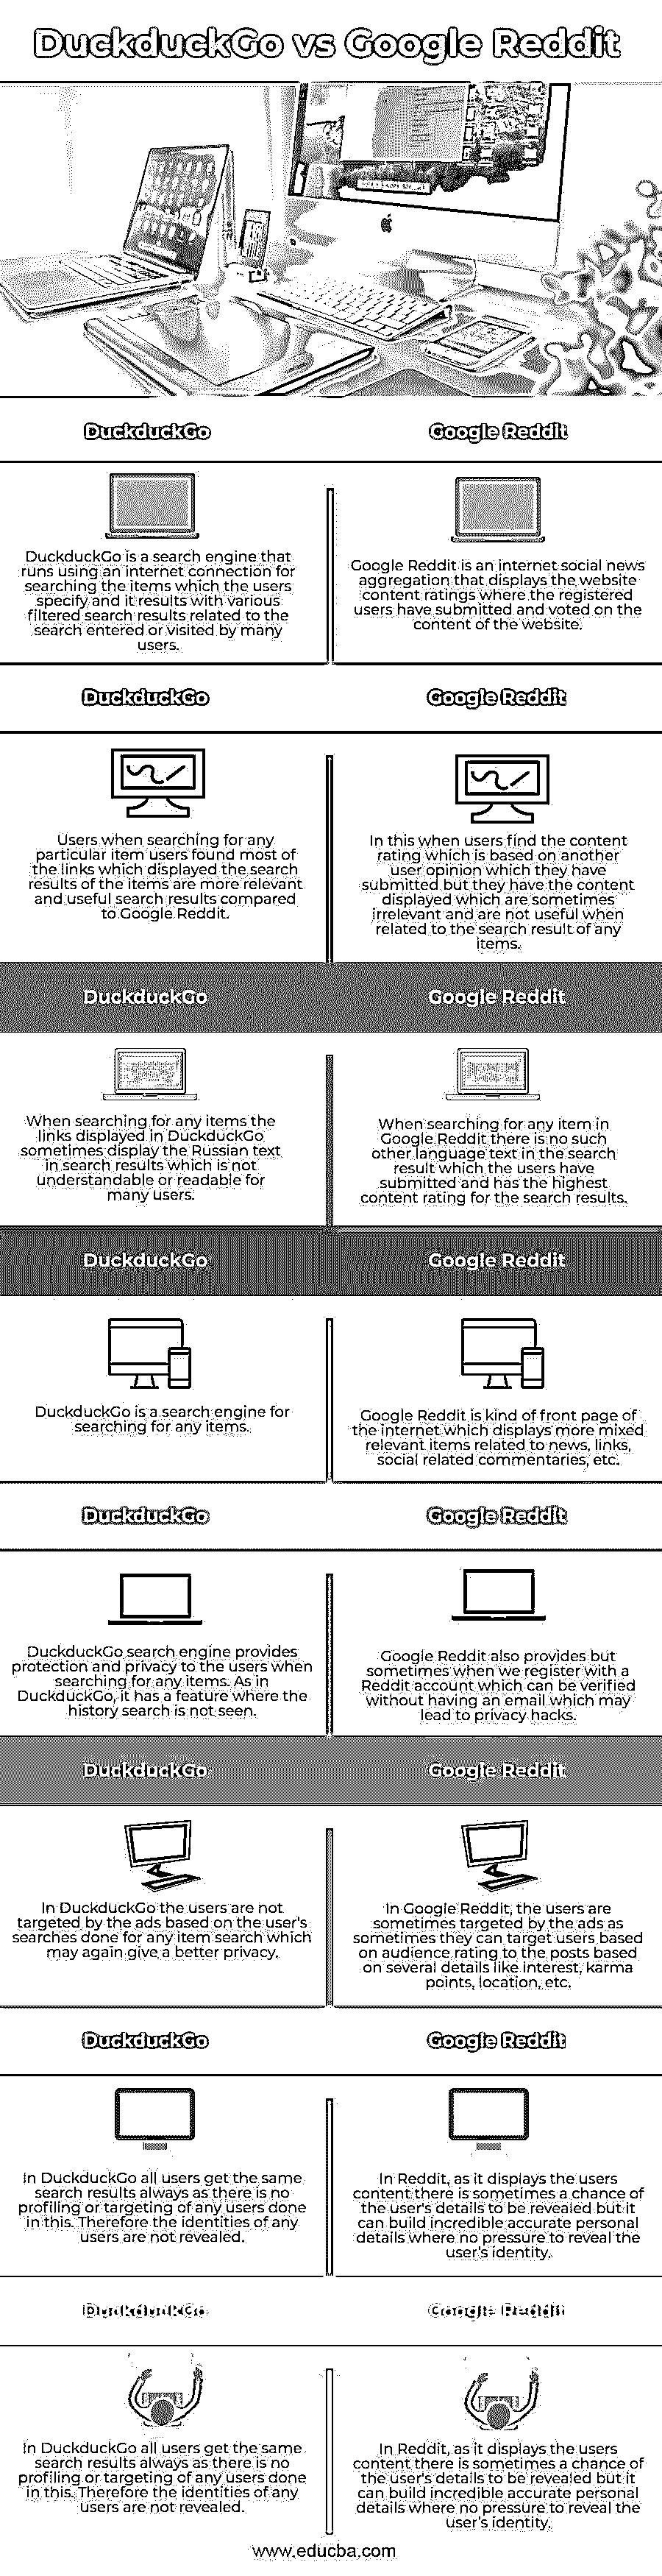 DuckduckGo vs Google Reddit
DuckduckGo
Google Reddit
DuckduckGo is a search engine that
runs using an internet connection for
searching the items which the users
specify and it results with various
filtered search results related to the
search entered or visited by many
users.
Google Reddit is an internet social news
aggregation that displays the website
content ratings where the registered
users have submitted and voted on the
content of the website.
DuckduckGo
Google Reddit
Users when searching for any
particular item users found most of
the links which displayed the search
results of the items are more relevant
and useful search results compared
to Google Reddit.
In this when users find the content
rating which is based on another
user opinion which they have
submitted but they have the content
displayed which are sometimes
irrelevant and are not useful when
related to the search result of any
items.
DuckduckGo
Google Reddit
When searching for any items the
links displayed in DuckduckGo
sometimes display the Russian text
in search results which is not
understandable or readable for
many users.
When searching for any item in
Google Reddit there is no such
other language text in the search
result which the users have
submitted and has the highest
content rating for the search results.
DuckduckGo
Google Reddit
DuckduckGo is a search engine for
searching for any items.
Google Reddit is kind of front page of
the internet which displays more mixed
relevant items related to news, links,
social related commentaries, etc.
DuckduckGo
Google Reddit
DuckduckGo search engine provides
protection and privacy to the users when
searching for any items. As in
DuckduckGo, it has a feature where the
history search is not seen.
Google Reddit also provides but
sometimes when we register with a
Reddit account which can be verified
without having an email which may
lead to privacy hacks.
DuckduckGo
Google Reddit
In DuckduckGo the users are not
targeted by the ads based on the user's
searches done for any item search which
may again give a better privacy.
In Google Reddit, the users are
sometimes targeted by the ads as
sometimes they can target users based
on audience rating to the posts based
on several details like interest, karma
points, location, etc.
DuckduckGo
Google Reddit
In DuckduckGo all users get the same
search results always as there is no
profiling or targeting of any users done
in this. Therefore the identities of any
users are not revealed.
In Reddit, as it displays the users
content there is sometimes a chance of
the user's details to be revealed but it
can build incredible accurate personal
details where no pressure to reveal the
user's identity.
DuckduckGo
Google Reddit
In DuckduckGo all users get the same
search results always as there is no
profiling or targeting of any users done
in this. Therefore the identities of any
users are not revealed.
In Reddit, as it displays the users
content there is sometimes a chance of
the user's details to be revealed but it
can build incredible accurate personal
details where no pressure to reveal the
user's identity.
www.educba.com